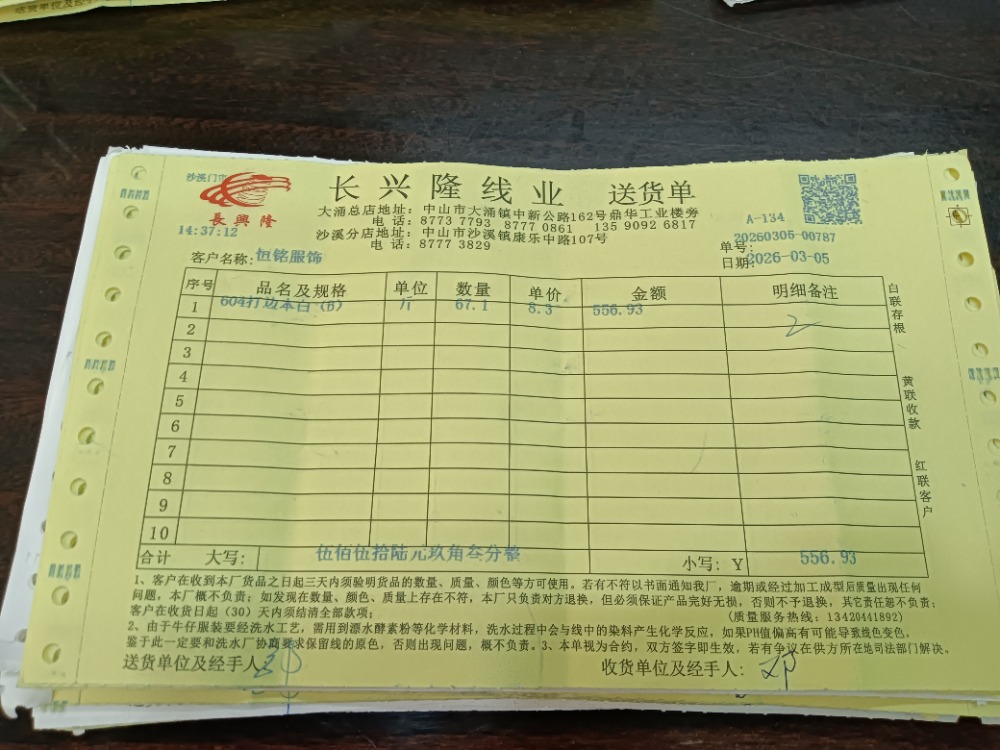 沙溪门市
長興隆
14:37:12
长兴隆线业 送货单
大涌总店地址：中山市大涌镇中新公路162号鼎华工业楼旁
电话：8773 7793 8777 0861 135 9092 6817
沙溪分店地址：中山市沙溪镇康乐中路107号
电话：8777 3829
A-134
单号：20260305-00787
日期：2026-03-05
客户名称：恒铭服饰
序号 品名及规格 单位 数量 单价 金额 明细备注
1 604打边本白(B) 斤 67.1 8.3 556.93
2
3
4
5
6
7
8
9
10
合计 大写：伍佰伍拾陆元玖角叁分整 小写：Y 556.93
白联存根
黄联收款
红联客户
1、客户在收到本厂货品之日起三天内须验明货品的数量、质量、颜色等方可使用。若有不符以书面通知我厂，逾期或经过加工成型后质量出现任何
问题，本厂概不负责；如发现在数量、颜色、质量上存在不符，本厂只负责对方退换，但必须保证产品完好无损，否则不予退换，其它责任恕不负责；
客户在收货日起（30）天内须结清全部款项； (质量服务热线：13420441892)
2、由于牛仔服装要经洗水工艺，需用到漂水酵素粉等化学材料，洗水过程中会与线中的染料产生化学反应，如果PH值偏高有可能导致线色变色，
鉴于此一定要和洗水厂协商要求保留线的原色，否则出现问题，概不负责。3、本单视为合约，双方签字即生效，若有争议在供方所在地司法部门解决。
送货单位及经手人： 收货单位及经手人：